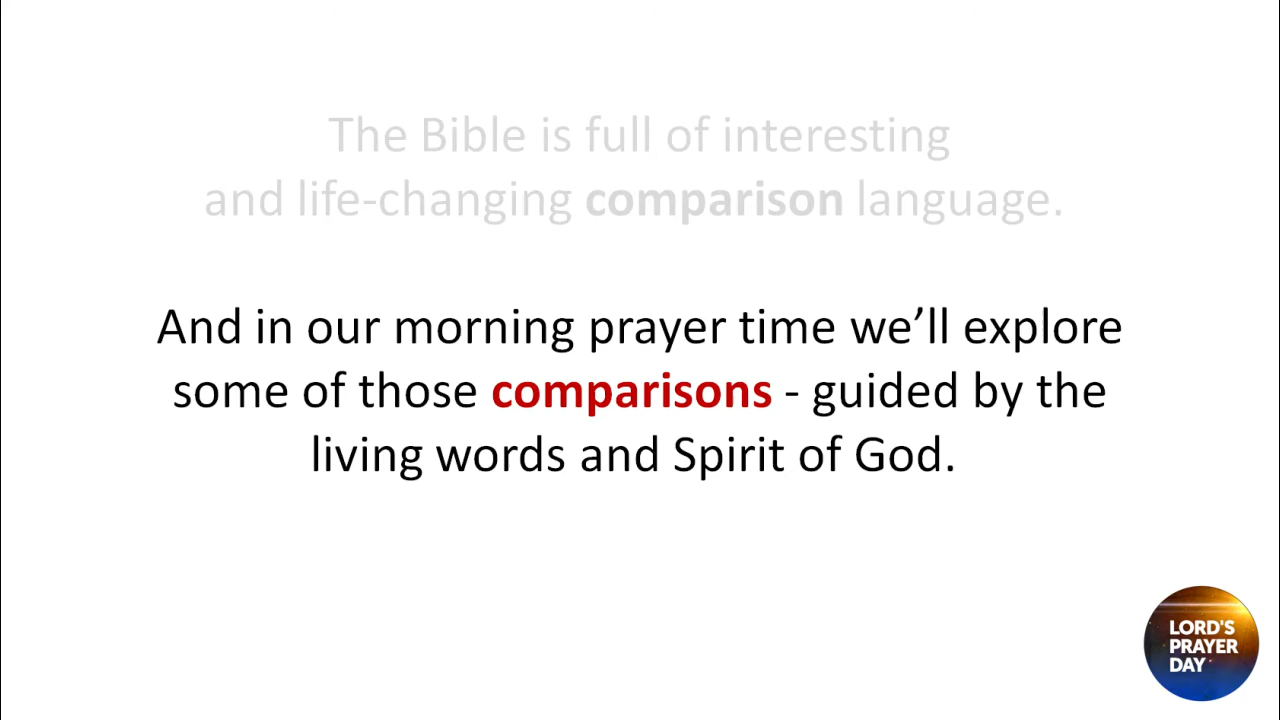 The Bible is full of interesting
and life-changing comparison language.
And in our morning prayer time we’ll explore
some of those comparisons - guided by the
living words and Spirit of God.
LORD'S
PRAYER
DAY